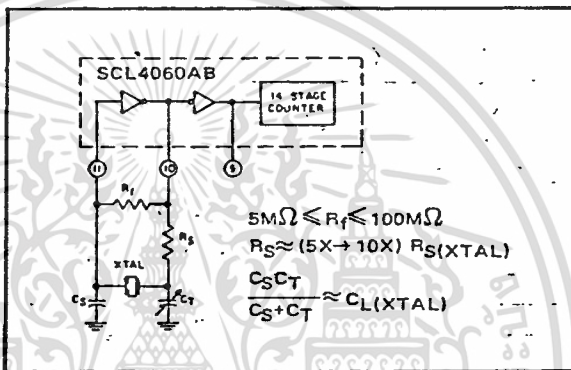 SCL4060AB
14 STAGE
COUNTER
11
10
9
Rf
RS
XTAL
CS
CT
5MΩ ≤ Rf ≤ 100MΩ
RS ≈ (5X → 10X) RS(XTAL)
CSCT / CS+CT ≈ CL(XTAL)